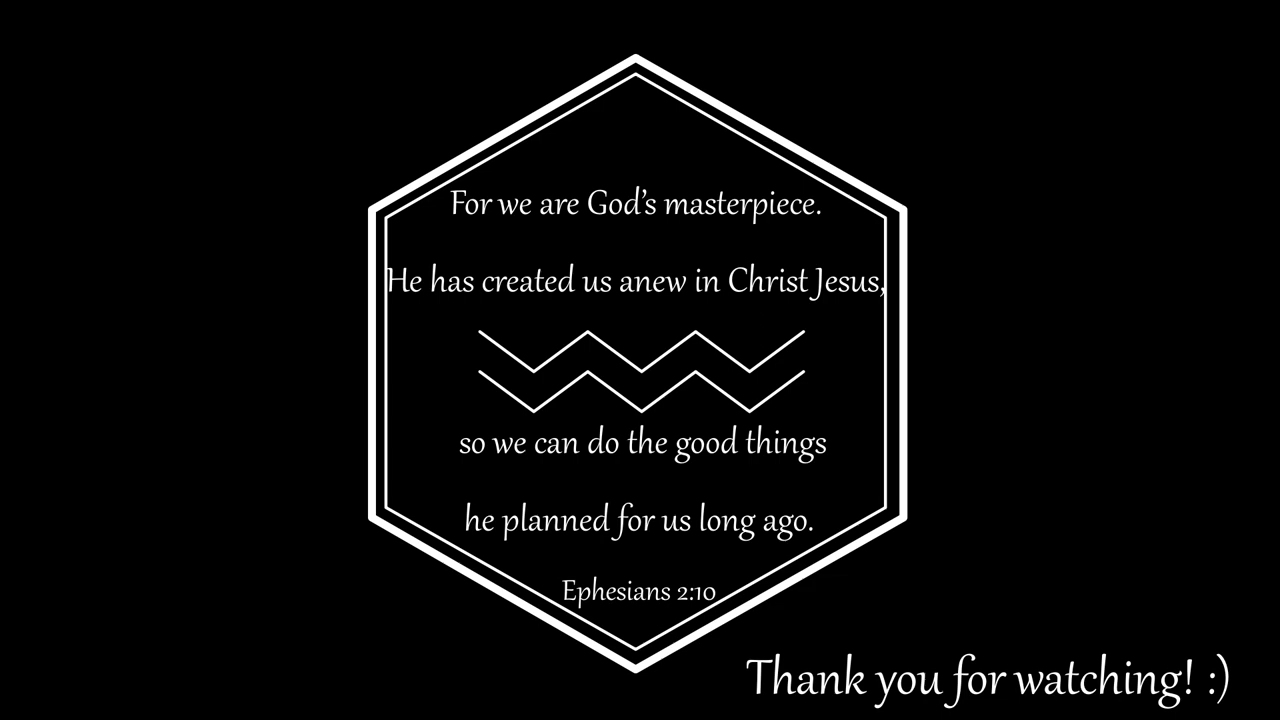 For we are God’s masterpiece.
He has created us anew in Christ Jesus,
so we can do the good things
he planned for us long ago.
Ephesians 2:10
Thank you for watching! :)